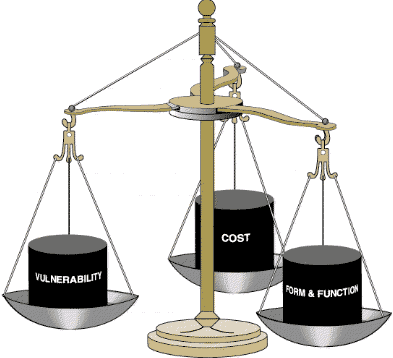 VULNERABILITY
COST
FORM & FUNCTION